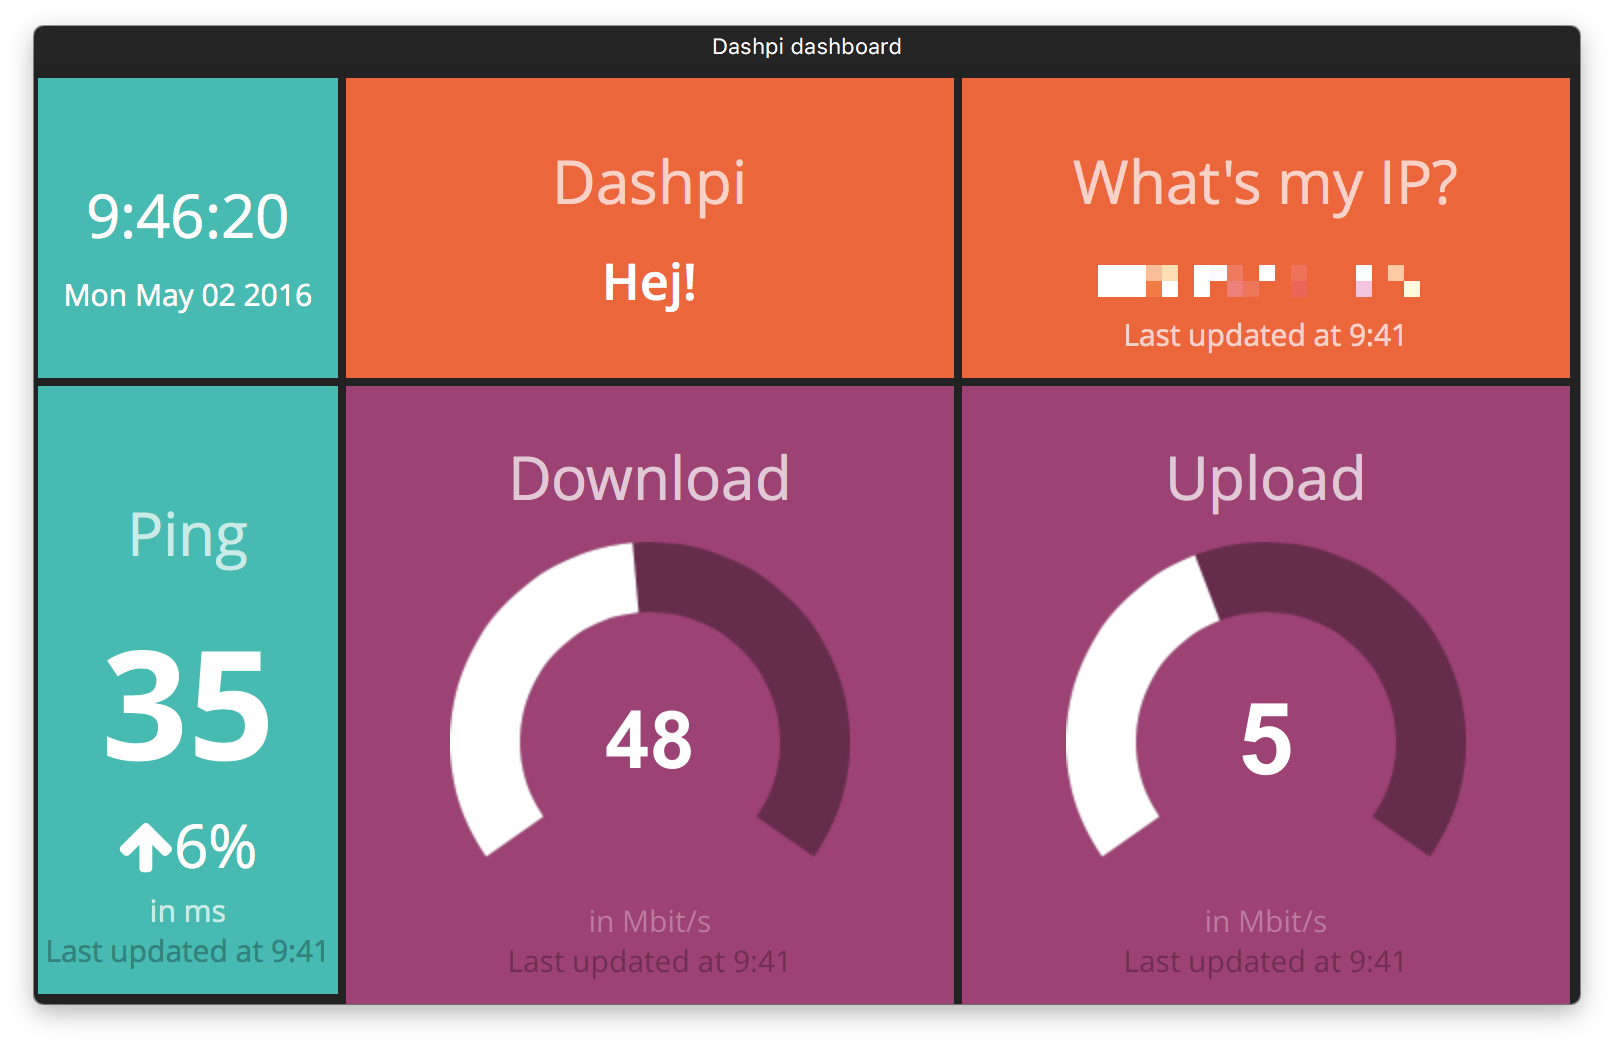 Dashpi dashboard
9:46:20
Mon May 02 2016
Dashpi
Hej!
What's my IP?
Last updated at 9:41
Ping
35
6%
in ms
Last updated at 9:41
Download
48
in Mbit/s
Last updated at 9:41
Upload
5
in Mbit/s
Last updated at 9:41